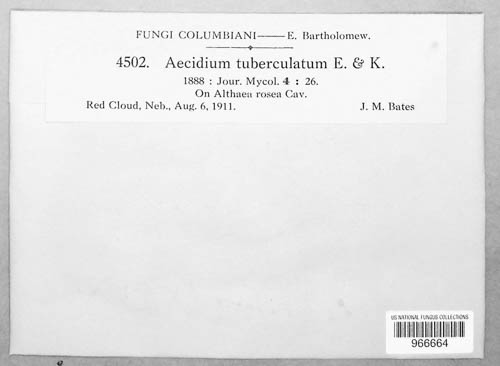 FUNGI COLUMBIANI——E. Bartholomew.
4502. Aecidium tuberculatum E. & K.
1888 : Jour. Mycol. 4 : 26.
On Althaea rosea Cav.
Red Cloud, Neb., Aug. 6, 1911. J. M. Bates
US NATIONAL FUNGUS COLLECTIONS
966664